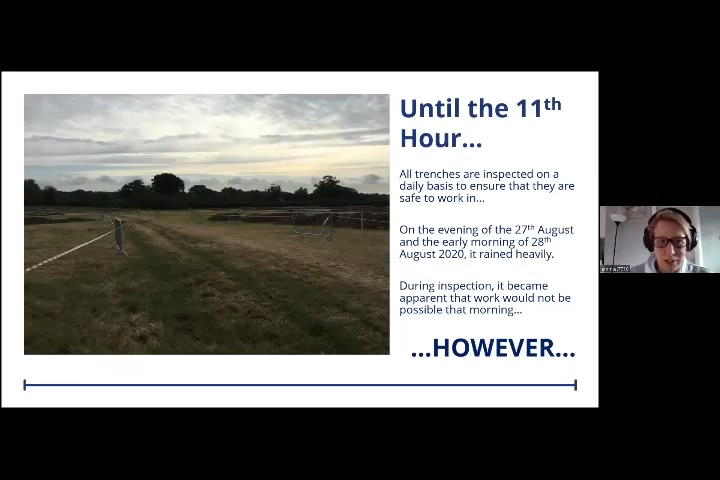 Until the 11th
Hour...
All trenches are inspected on a
daily basis to ensure that they are
safe to work in...
On the evening of the 27th August
and the early morning of 28th
August 2020, it rained heavily.
During inspection, it became
apparent that work would not be
possible that morning...
...HOWEVER...